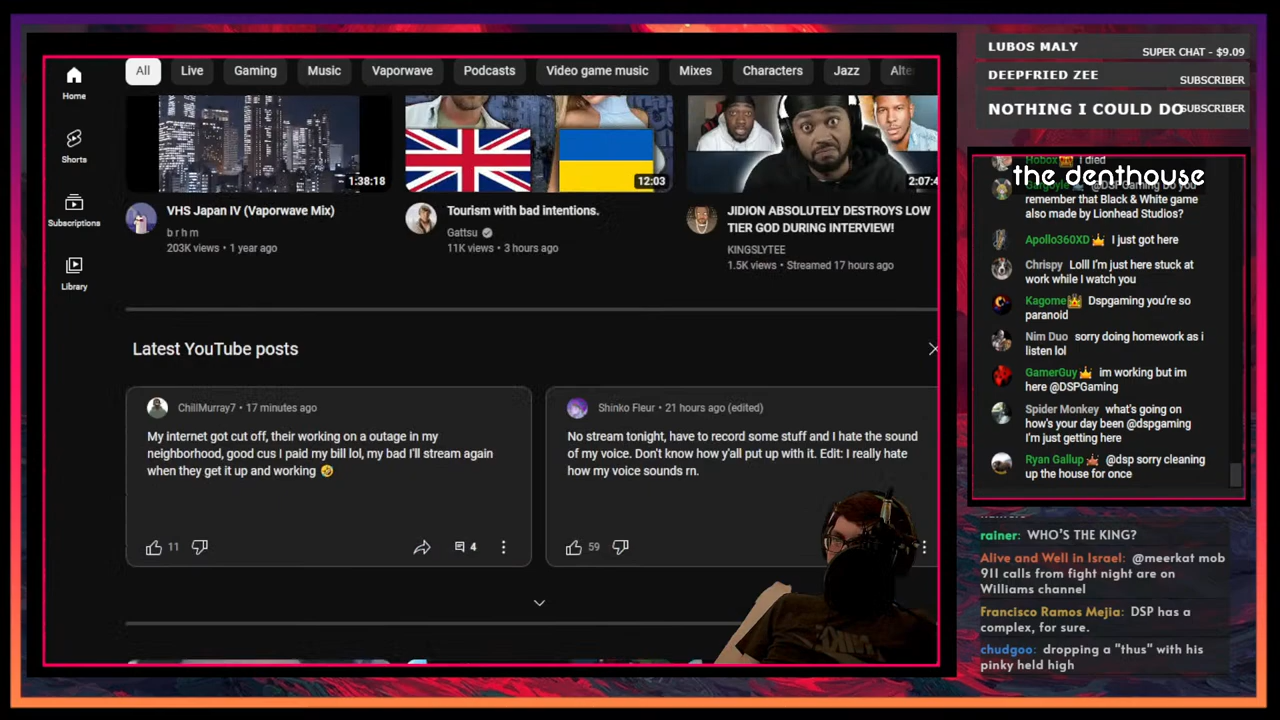 All
Live
Gaming
Music
Vaporwave
Podcasts
Video game music
Mixes
Characters
Jazz
Home
Shorts
Subscriptions
Library
1:38:18
12:03
VHS Japan IV (Vaporwave Mix)
b r h m
203K views • 1 year ago
Tourism with bad intentions.
Gattsu
11K views • 3 hours ago
JIDION ABSOLUTELY DESTROYS LOW
TIER GOD DURING INTERVIEW!
KINGSLYTEE
1.5K views • Streamed 17 hours ago
Latest YouTube posts
ChillMurray7 • 17 minutes ago
My internet got cut off, their working on a outage in my
neighborhood, good cus I paid my bill lol, my bad I'll stream again
when they get it up and working 🤣
11
4
Shinko Fleur • 21 hours ago (edited)
No stream tonight, have to record some stuff and I hate the sound
of my voice. Don't know how y'all put up with it. Edit: I really hate
how my voice sounds rn.
59
LUBOS MALY
SUPER CHAT - $9.09
DEEPFRIED ZEE
SUBSCRIBER
NOTHING I COULD DO
SUBSCRIBER
Hobox I died
the denthouse
Gargoyle @DSPGaming Do you
remember that Black & White game
also made by Lionhead Studios?
Apollo360XD I just got here
Chrispy Lolll I'm just here stuck at
work while I watch you
Kagome Dspgaming you're so
paranoid
Nim Duo sorry doing homework as i
listen lol
GamerGuy im working but im
here @DSPGaming
Spider Monkey what's going on
how's your day been @dspgaming
I'm just getting here
Ryan Gallup @dsp sorry cleaning
up the house for once
rainer: WHO'S THE KING?
Alive and Well in Israel: @meerkat mob
911 calls from fight night are on
Williams channel
Francisco Ramos Mejia: DSP has a
complex, for sure.
chudgoo: dropping a "thus" with his
pinky held high